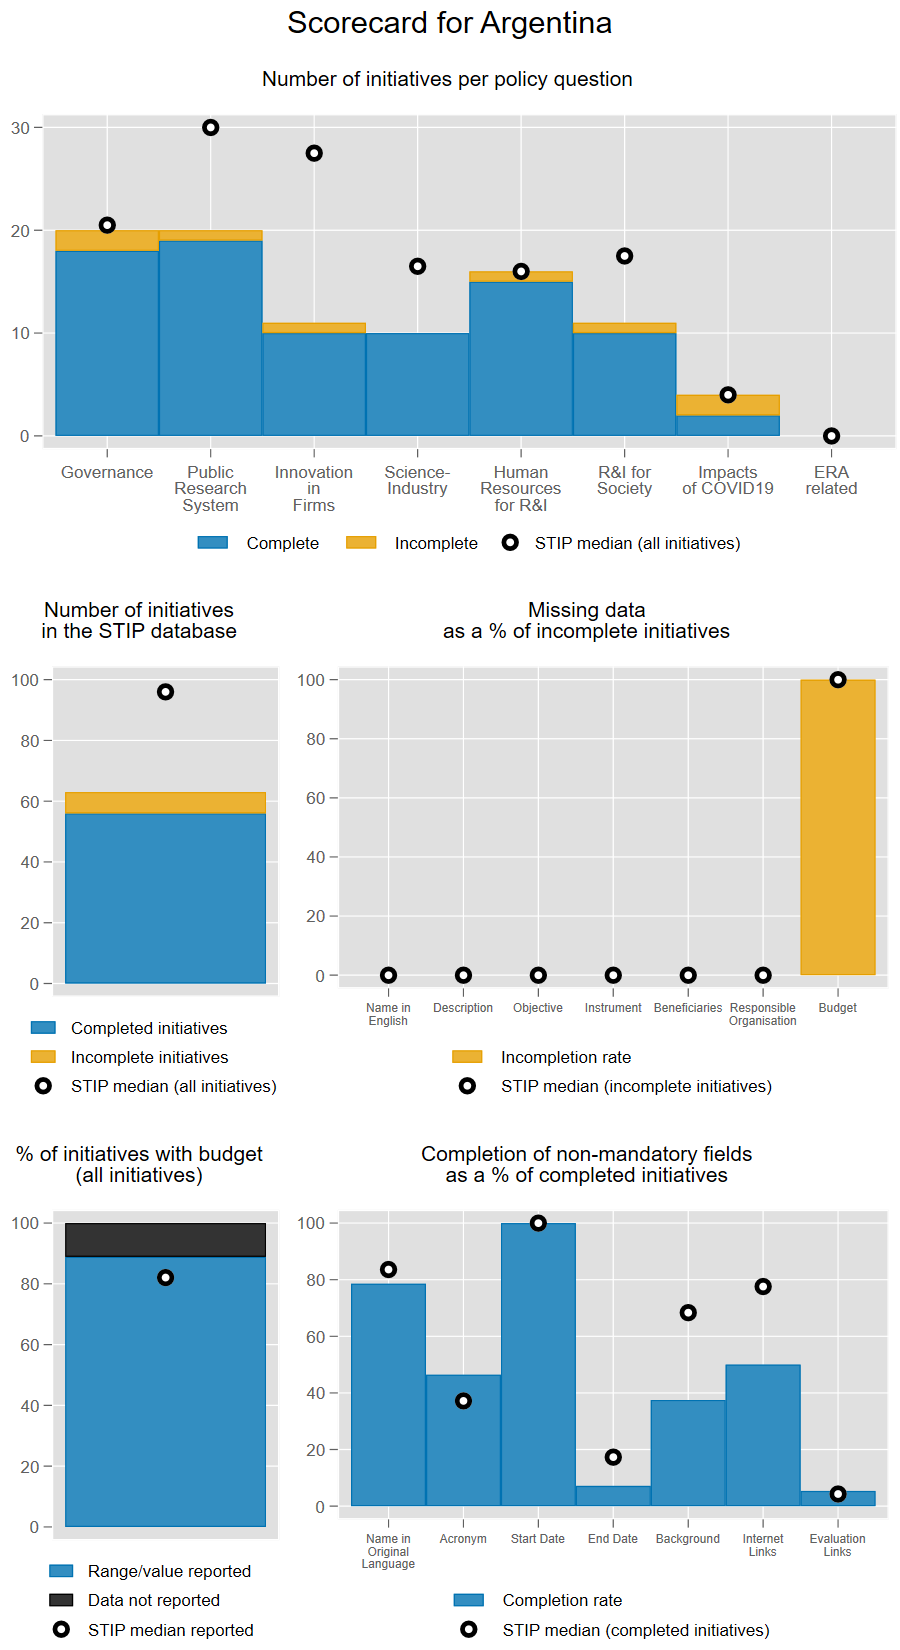 Scorecard for Argentina
Number of initiatives per policy question
30
20
10
0
Governance
Public
Research
System
Innovation
in
Firms
Science-
Industry
Human
Resources
for R&I
R&I for
Society
Impacts
of COVID19
ERA
related
Complete
Incomplete
STIP median (all initiatives)
Number of initiatives
in the STIP database
100
80
60
40
20
0
Completed initiatives
Incomplete initiatives
STIP median (all initiatives)
Missing data
as a % of incomplete initiatives
100
80
60
40
20
0
Name in
English
Description
Objective
Instrument
Beneficiaries
Responsible
Organisation
Budget
Incompletion rate
STIP median (incomplete initiatives)
% of initiatives with budget
(all initiatives)
100
80
60
40
20
0
Range/value reported
Data not reported
STIP median reported
Completion of non-mandatory fields
as a % of completed initiatives
100
80
60
40
20
0
Name in
Original
Language
Acronym
Start Date
End Date
Background
Internet
Links
Evaluation
Links
Completion rate
STIP median (completed initiatives)